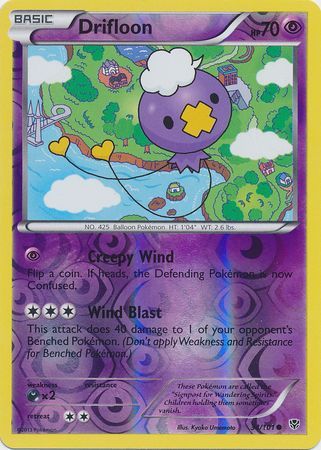 BASIC
Drifloon HP70
NO. 425 Balloon Pokémon HT: 1'04" WT: 2.6 lbs.
Creepy Wind
Flip a coin. If heads, the Defending Pokémon is now
Confused.
Wind Blast
This attack does 40 damage to 1 of your opponent's
Benched Pokémon. (Don't apply Weakness and Resistance
for Benched Pokémon.)
weakness resistance
×2
retreat
These Pokémon are called the
"Signpost for Wandering Spirits."
Children holding them sometimes
vanish.
©2013 Pokémon
Illus. Kyoko Umemoto
/101